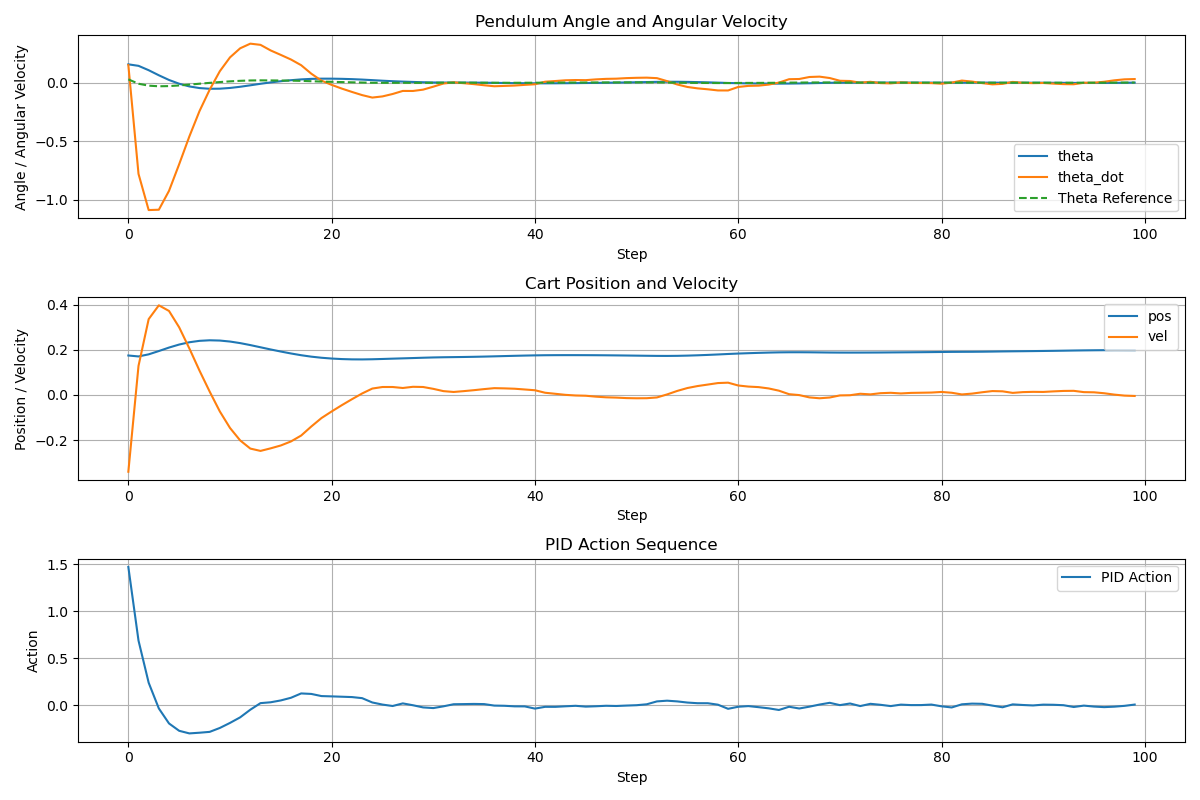 Pendulum Angle and Angular Velocity
Angle / Angular Velocity
0.0
−0.5
−1.0
theta
theta_dot
Theta Reference
0 20 40 60 80 100
Step
Cart Position and Velocity
Position / Velocity
0.4
0.2
0.0
−0.2
pos
vel
0 20 40 60 80 100
Step
PID Action Sequence
Action
1.5
1.0
0.5
0.0
PID Action
0 20 40 60 80 100
Step